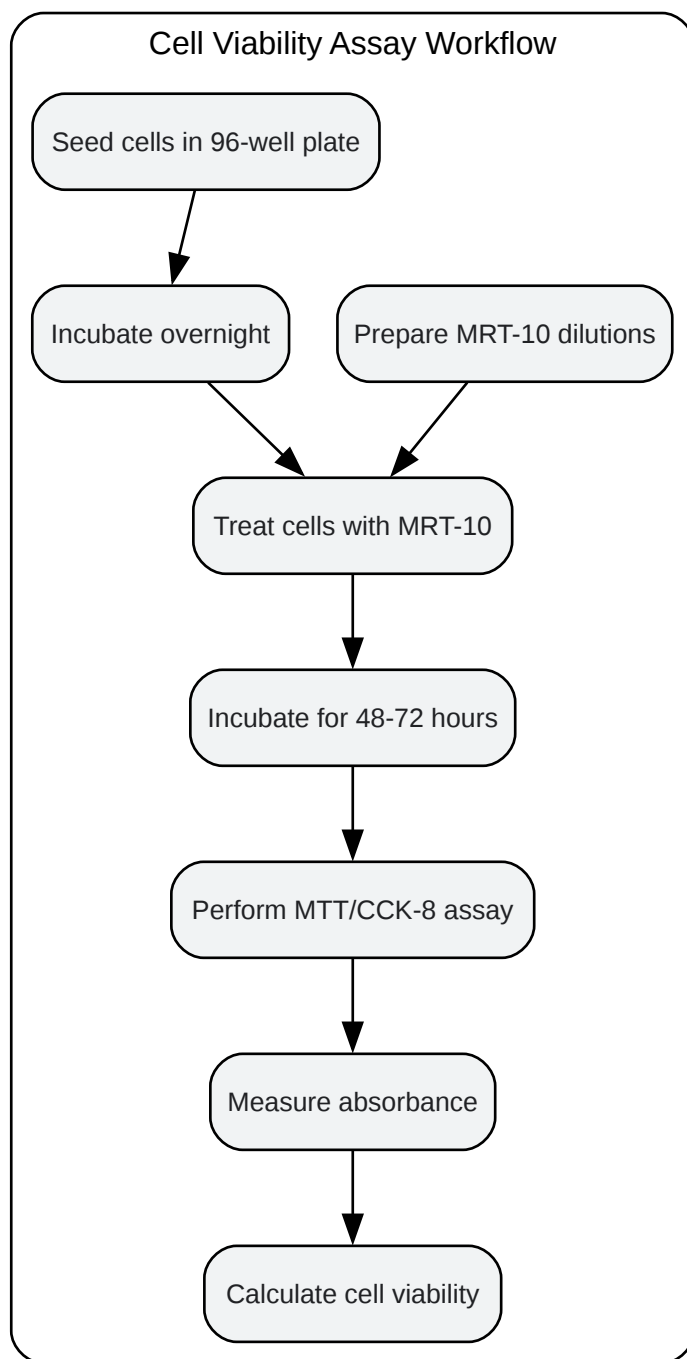 Cell Viability Assay Workflow
Seed cells in 96-well plate
Incubate overnight
Prepare MRT-10 dilutions
Treat cells with MRT-10
Incubate for 48-72 hours
Perform MTT/CCK-8 assay
Measure absorbance
Calculate cell viability